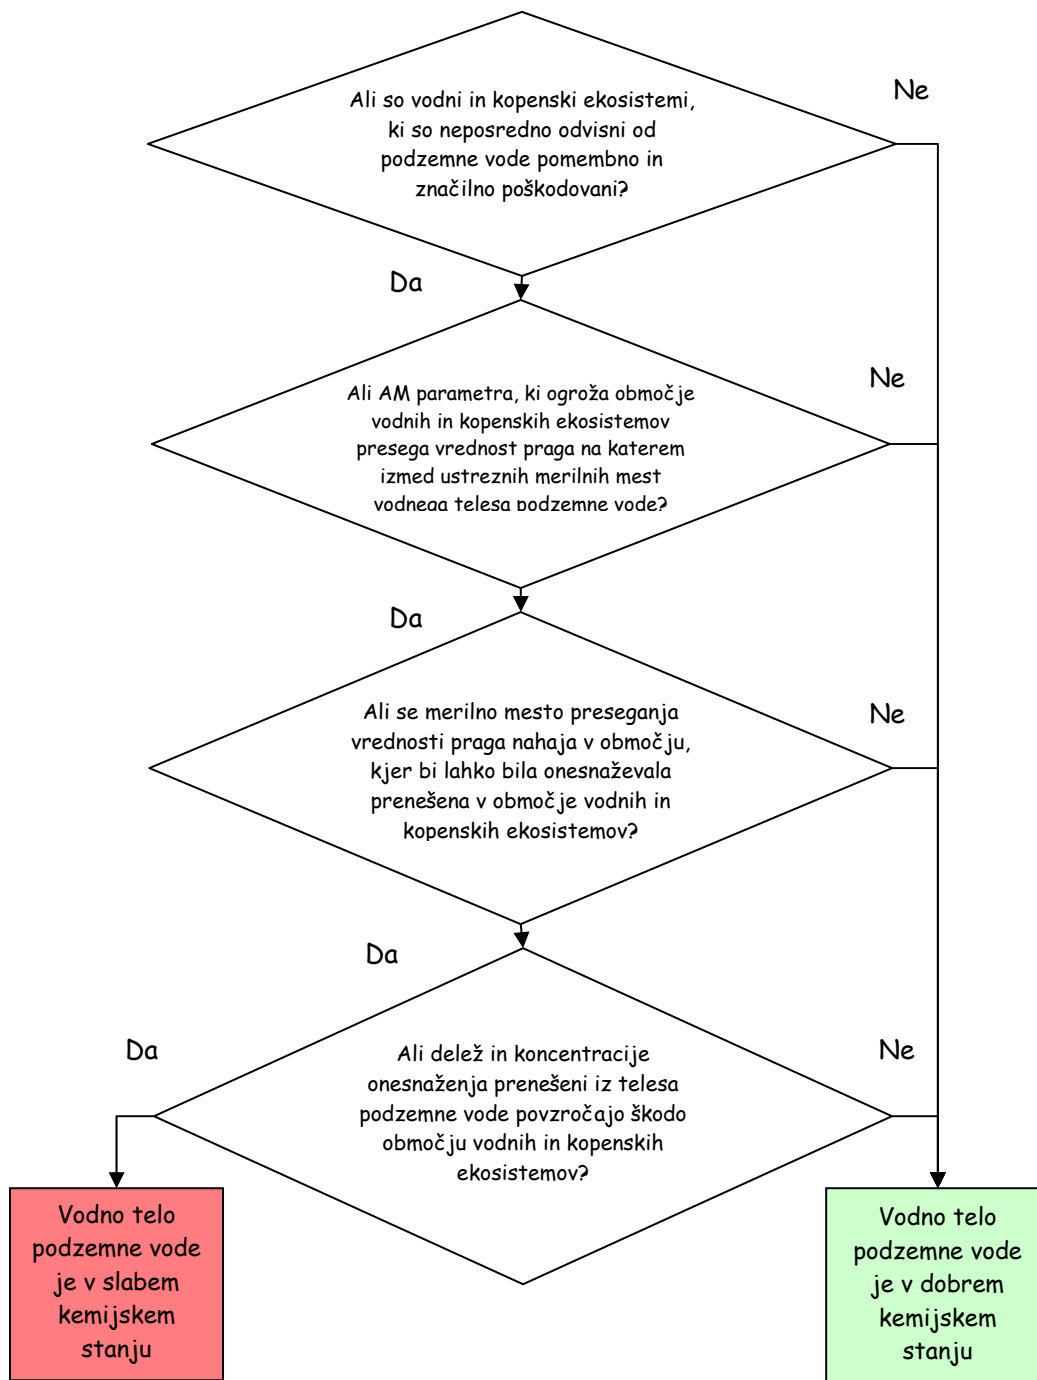 Ali so vodni in kopenski ekosistemi,
ki so neposredno odvisni od
podzemne vode pomembno in
značilno poškodovani?
Ne
Da
Ali AM parametra, ki ogroža območje
vodnih in kopenskih ekosistemov
presega vrednost praga na katerem
izmed ustreznih merilnih mest
vodnega telesa podzemne vode?
Ne
Da
Ali se merilno mesto preseganja
vrednosti praga nahaja v območju,
kjer bi lahko bila onesnaževala
prenešena v območje vodnih in
kopenskih ekosistemov?
Ne
Da
Ali delež in koncentracije
onesnaženja prenešeni iz telesa
podzemne vode povzročajo škodo
območju vodnih in kopenskih
ekosistemov?
Da
Ne
Vodno telo
podzemne vode
je v slabem
kemijskem
stanju
Vodno telo
podzemne vode
je v dobrem
kemijskem
stanju